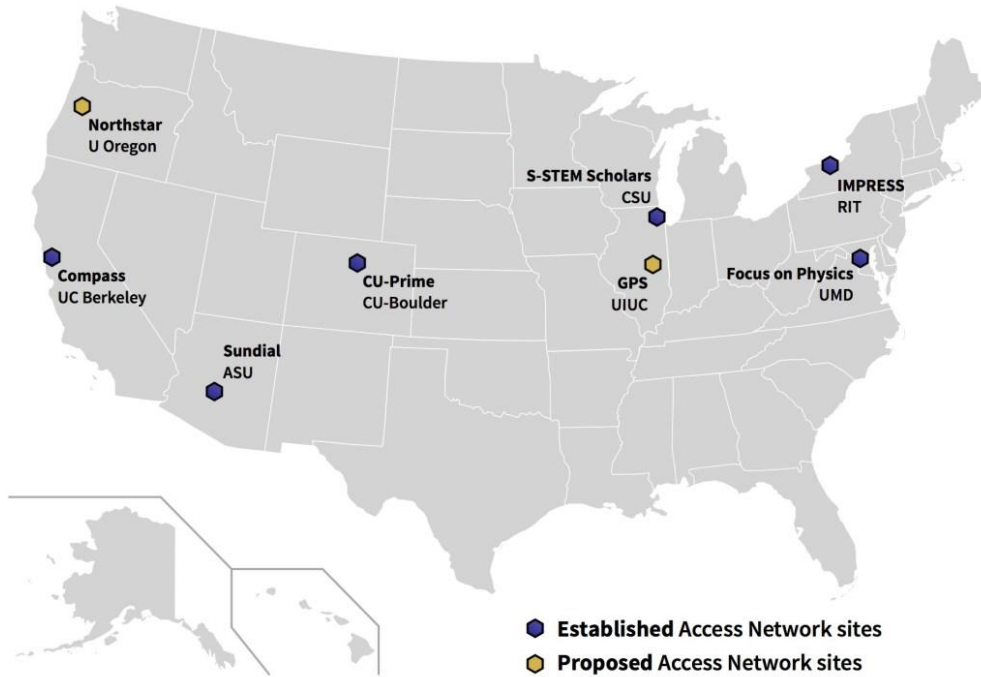 Northstar
U Oregon
S-STEM Scholars
CSU
IMPRESS
RIT
Compass
UC Berkeley
CU-Prime
CU-Boulder
GPS
UIUC
Focus on Physics
UMD
Sundial
ASU
Established Access Network sites
Proposed Access Network sites